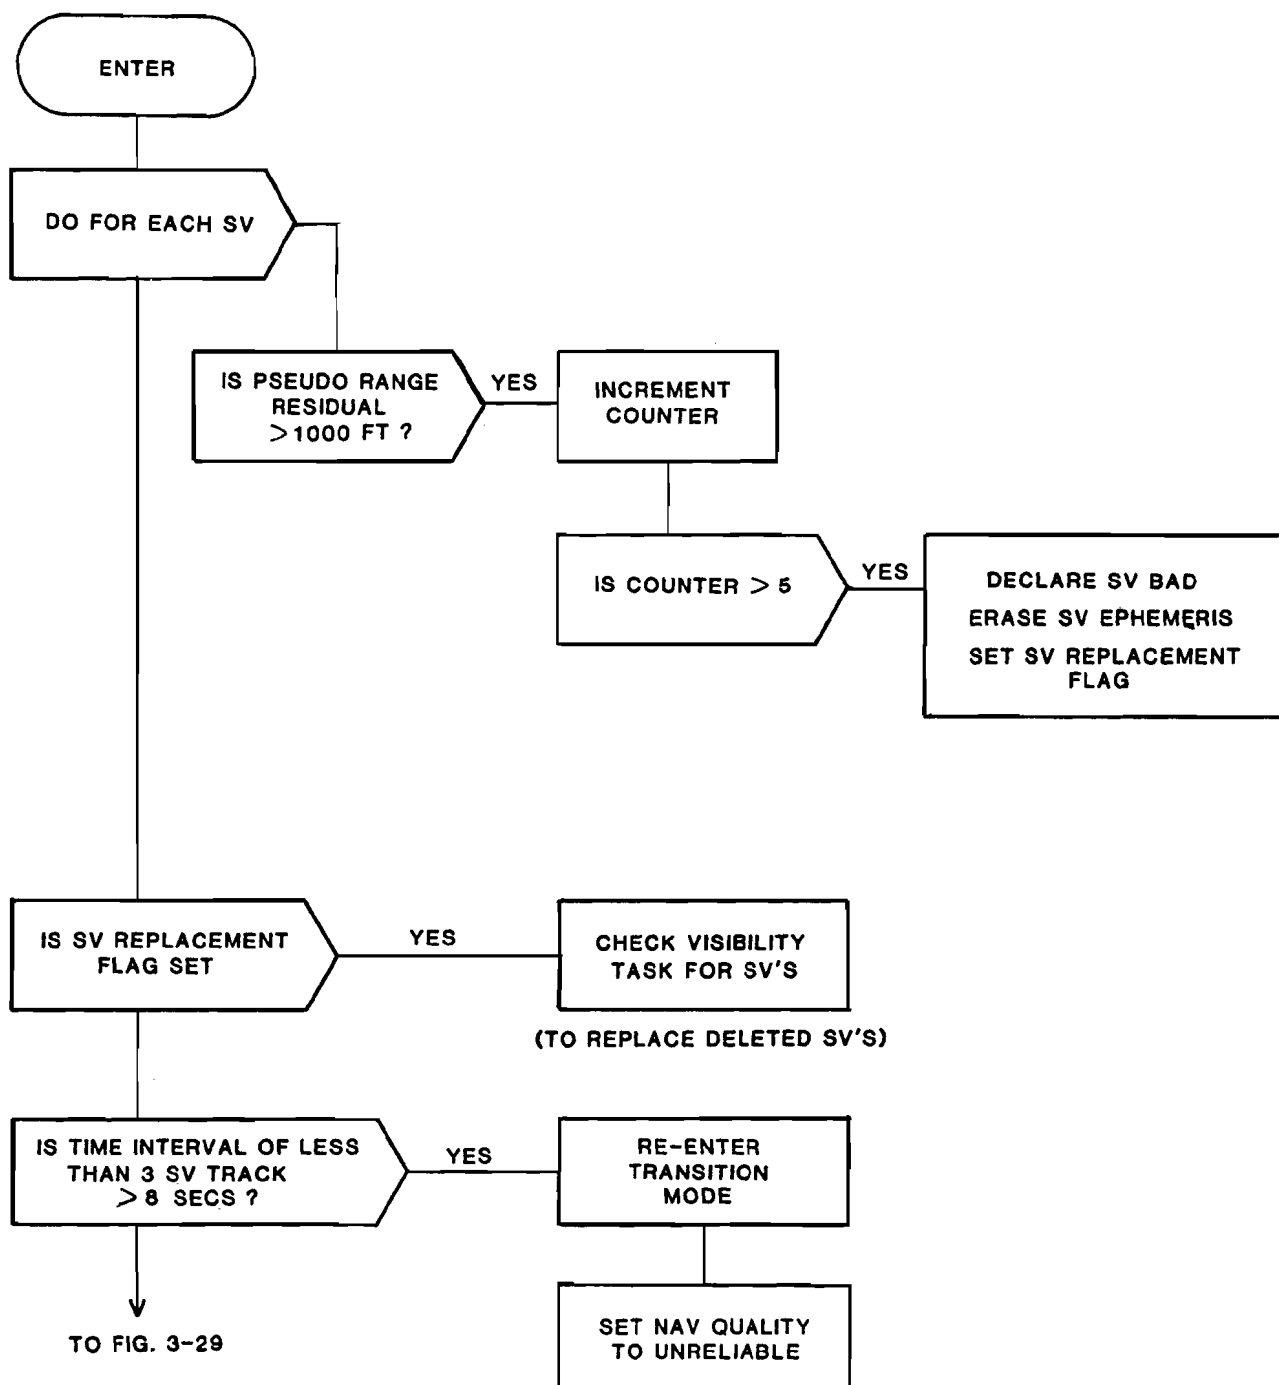 ENTER
DO FOR EACH SV
IS PSEUDO RANGE
RESIDUAL
>1000 FT ?
YES
INCREMENT
COUNTER
IS COUNTER > 5
YES
DECLARE SV BAD
ERASE SV EPHEMERIS
SET SV REPLACEMENT
FLAG
IS SV REPLACEMENT
FLAG SET
YES
CHECK VISIBILITY
TASK FOR SV'S
(TO REPLACE DELETED SV'S)
IS TIME INTERVAL OF LESS
THAN 3 SV TRACK
> 8 SECS ?
YES
RE-ENTER
TRANSITION
MODE
TO FIG. 3-29
SET NAV QUALITY
TO UNRELIABLE